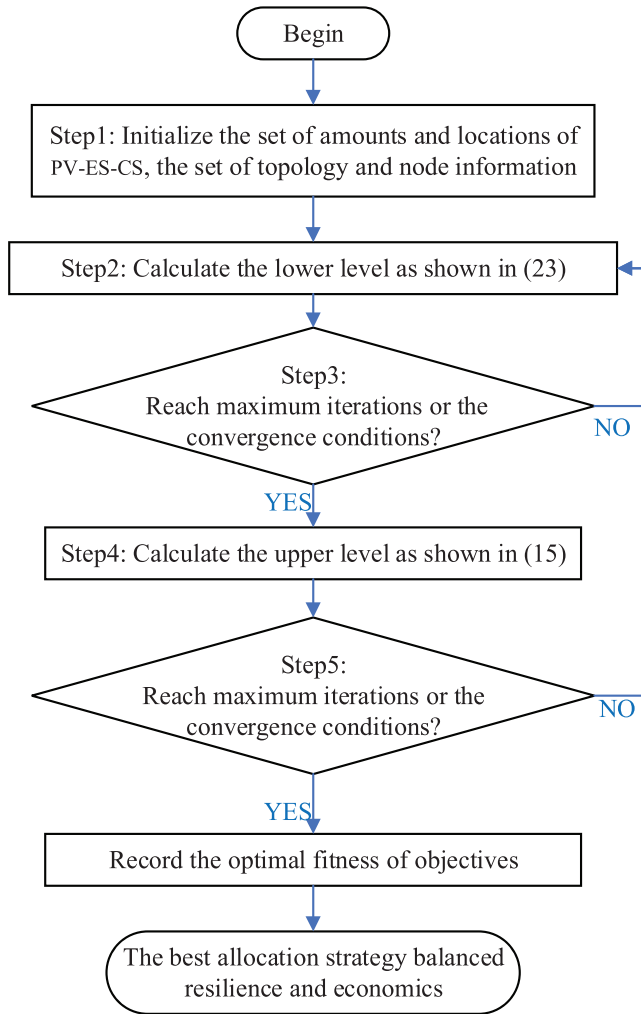 Begin
Step1: Initialize the set of amounts and locations of
PV-ES-CS, the set of topology and node information
Step2: Calculate the lower level as shown in (23)
Step3:
Reach maximum iterations or the
convergence conditions?
NO
YES
Step4: Calculate the upper level as shown in (15)
Step5:
Reach maximum iterations or the
convergence conditions?
NO
YES
Record the optimal fitness of objectives
The best allocation strategy balanced
resilience and economics